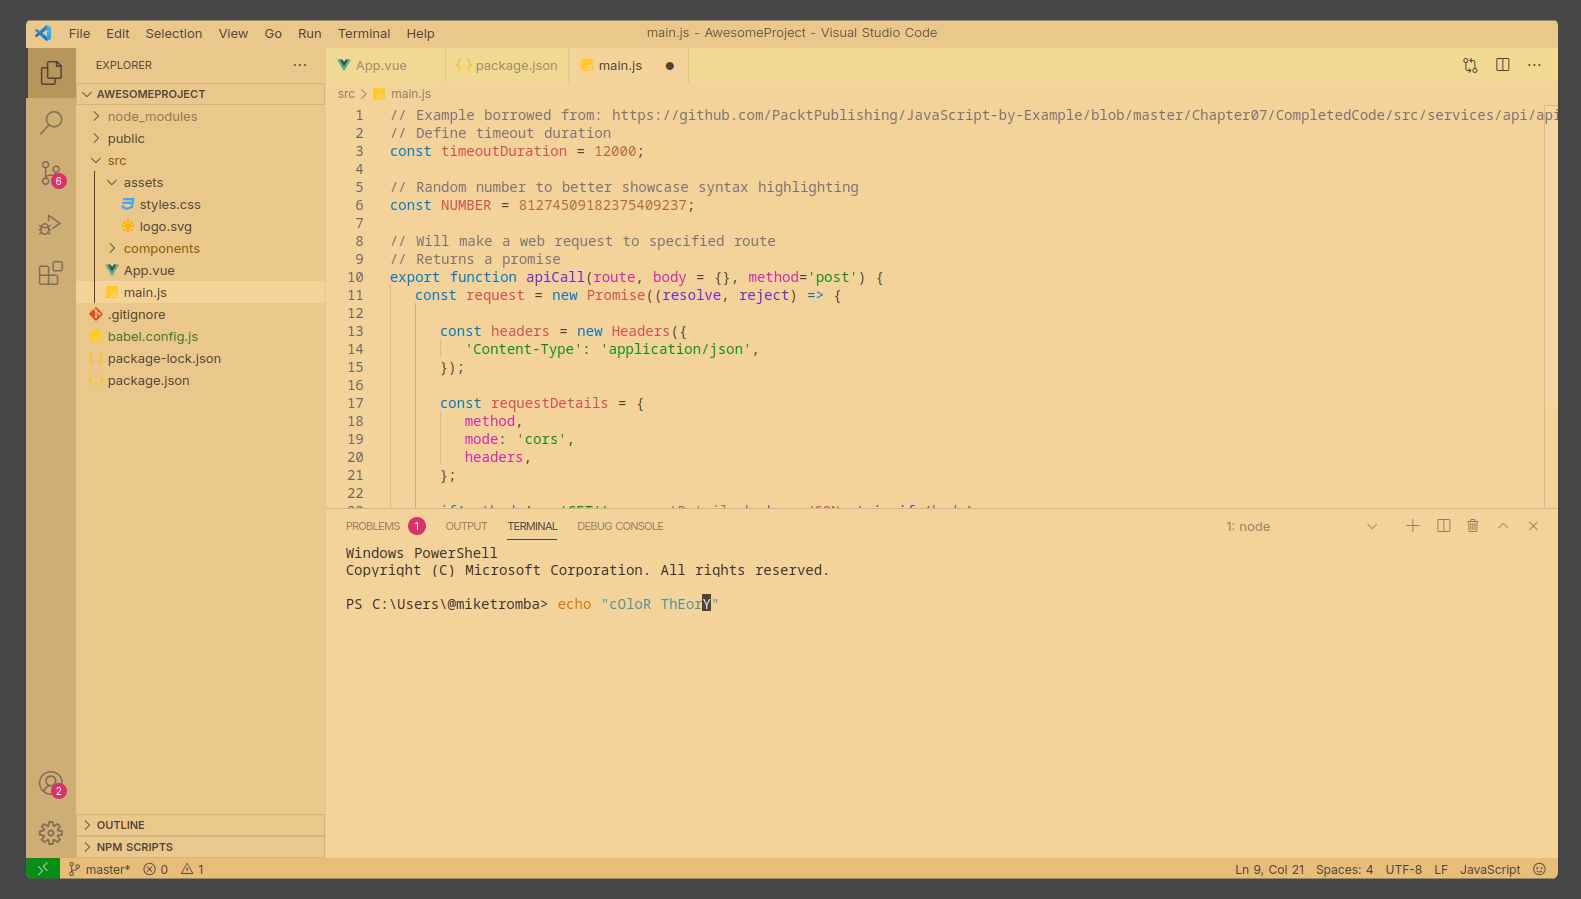 File Edit Selection View Go Run Terminal Help
main.js - AwesomeProject - Visual Studio Code
EXPLORER
AWESOMEPROJECT
node_modules
public
src
assets
styles.css
logo.svg
components
App.vue
main.js
.gitignore
babel.config.js
package-lock.json
package.json
OUTLINE
NPM SCRIPTS
6
2
App.vue package.json main.js
src main.js
1 // Example borrowed from: https://github.com/PacktPublishing/JavaScript-by-Example/blob/master/Chapter07/CompletedCode/src/services/api/api
2 // Define timeout duration
3 const timeoutDuration = 12000;
4
5 // Random number to better showcase syntax highlighting
6 const NUMBER = 81274509182375409237;
7
8 // Will make a web request to specified route
9 // Returns a promise
10 export function apiCall(route, body = {}, method='post') {
11 const request = new Promise((resolve, reject) => {
12
13 const headers = new Headers({
14 'Content-Type': 'application/json',
15 });
16
17 const requestDetails = {
18 method,
19 mode: 'cors',
20 headers,
21 };
22
PROBLEMS 1 OUTPUT TERMINAL DEBUG CONSOLE 1: node
Windows PowerShell
Copyright (C) Microsoft Corporation. All rights reserved.
PS C:\Users\@miketromba> echo "cOloR ThEorY"
master* 0 1 Ln 9, Col 21 Spaces: 4 UTF-8 LF JavaScript